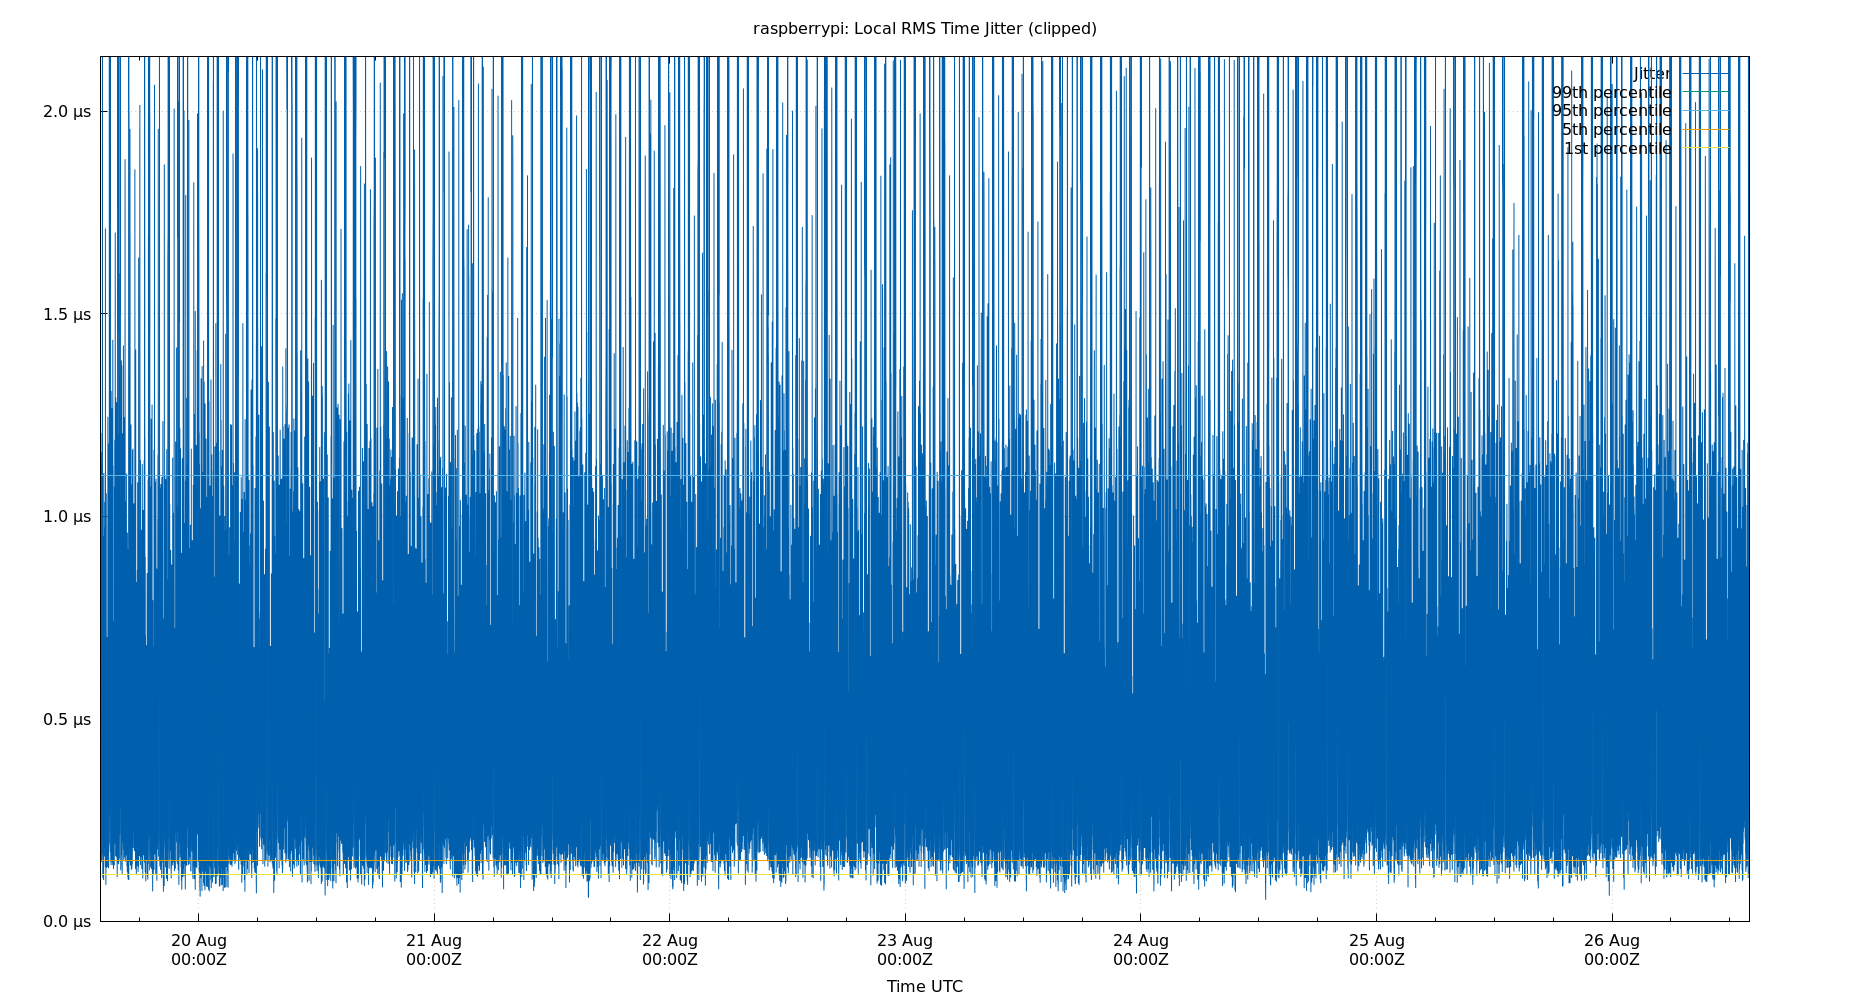 raspberrypi: Local RMS Time Jitter (clipped)
Jitter
99th percentile
95th percentile
5th percentile
1st percentile
2.0 µs
1.5 µs
1.0 µs
0.5 µs
0.0 µs
20 Aug 21 Aug 22 Aug 23 Aug 24 Aug 25 Aug 26 Aug
00:00Z 00:00Z 00:00Z 00:00Z 00:00Z 00:00Z 00:00Z
Time UTC